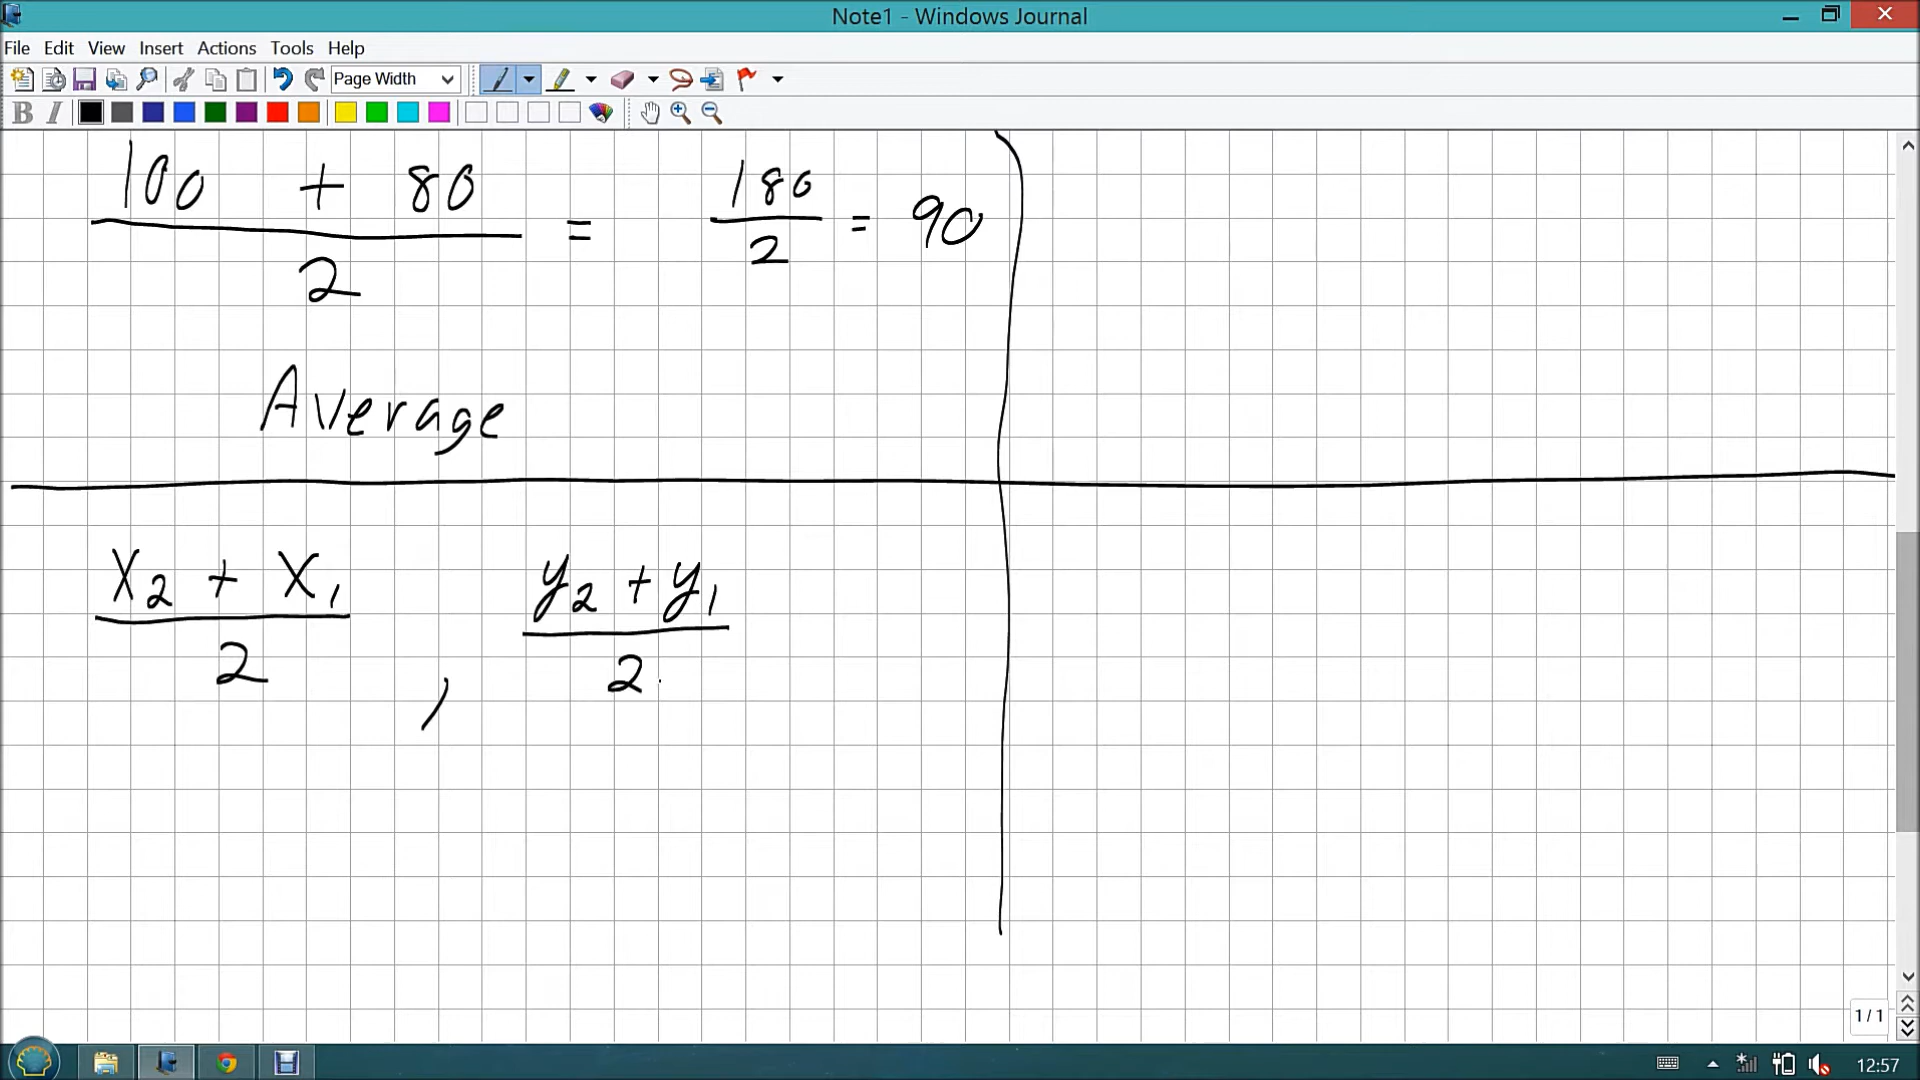 Note1 - Windows Journal
File Edit View Insert Actions Tools Help
Page Width
B I
100 + 80 / 2 = 180 / 2 = 90
Average
x₂ + x₁ / 2 , y₂ + y₁ / 2
1 / 1
12:57